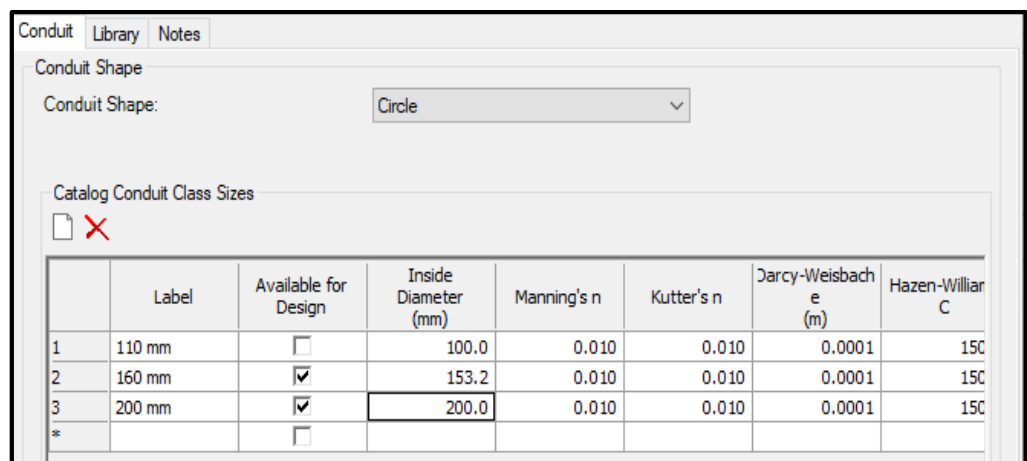 Conduit Library Notes
Conduit Shape
Conduit Shape: Circle
Catalog Conduit Class Sizes
Label Available for Design Inside Diameter (mm) Manning's n Kutter's n Darcy-Weisbach e (m) Hazen-Williar C
1 110 mm 100.0 0.010 0.010 0.0001 150
2 160 mm 153.2 0.010 0.010 0.0001 150
3 200 mm 200.0 0.010 0.010 0.0001 150
*